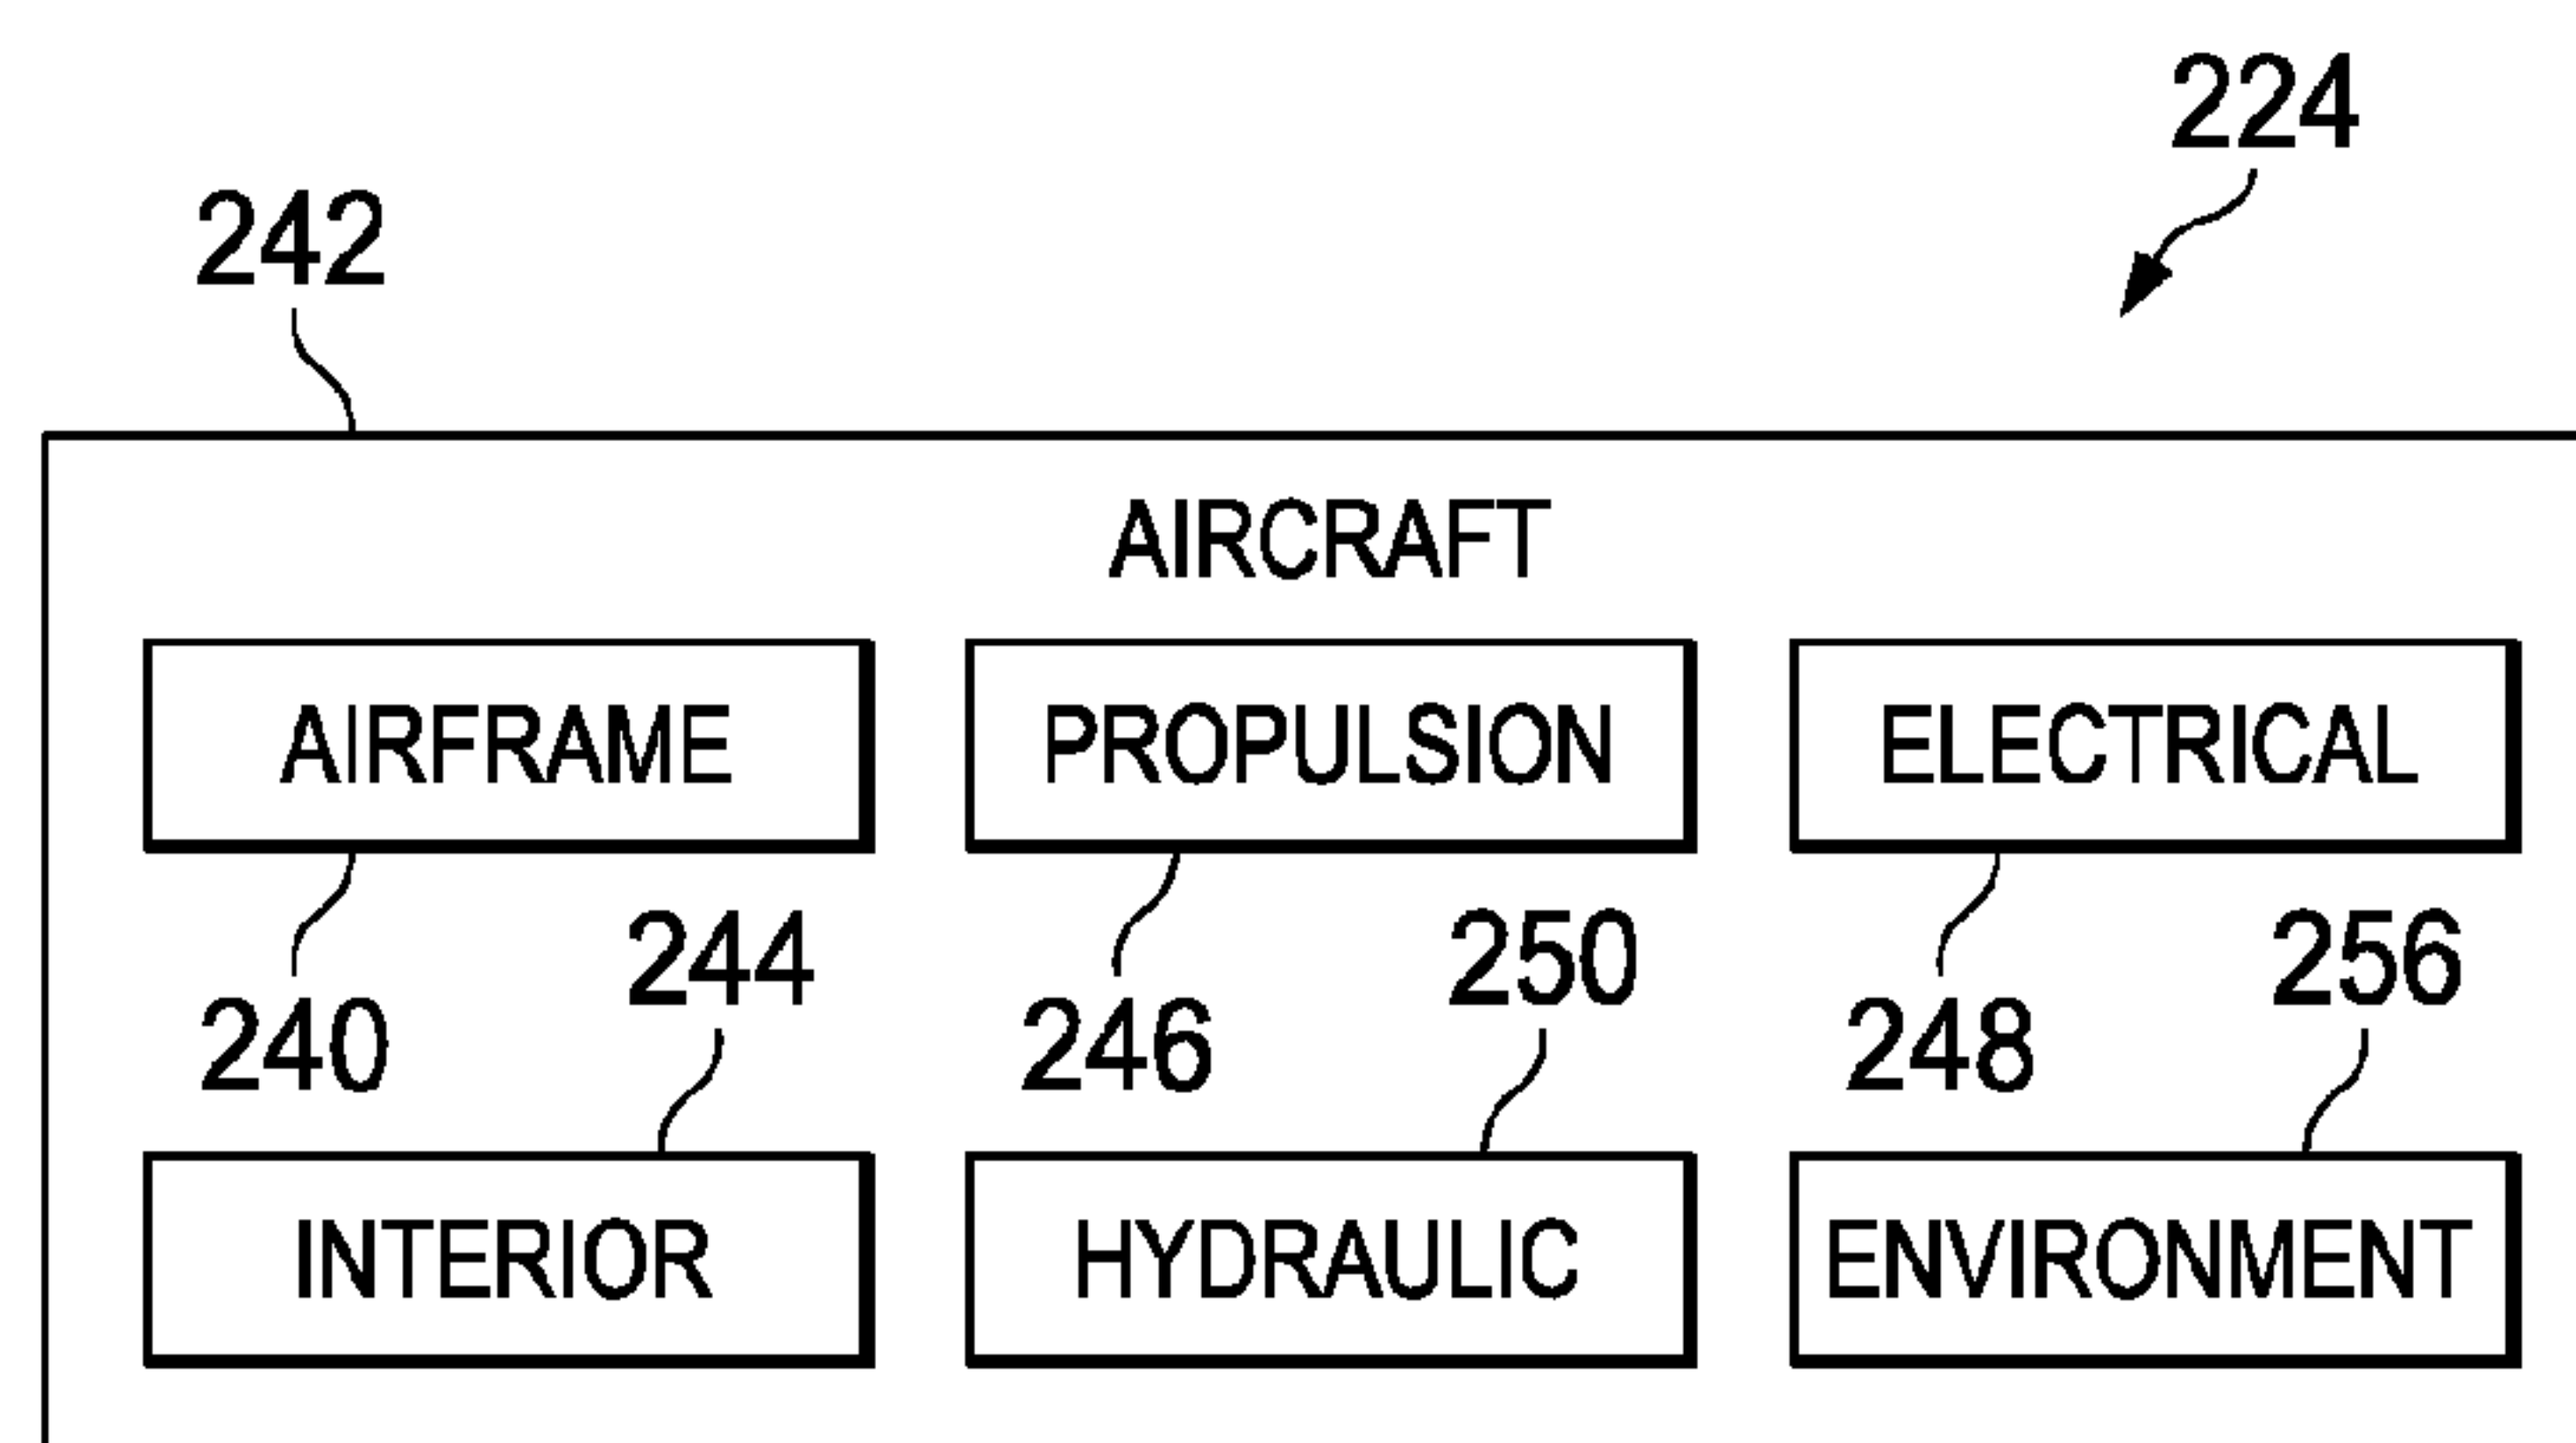 224
242
AIRCRAFT
AIRFRAME PROPULSION ELECTRICAL
244 250 256
240 246 248
INTERIOR HYDRAULIC ENVIRONMENT